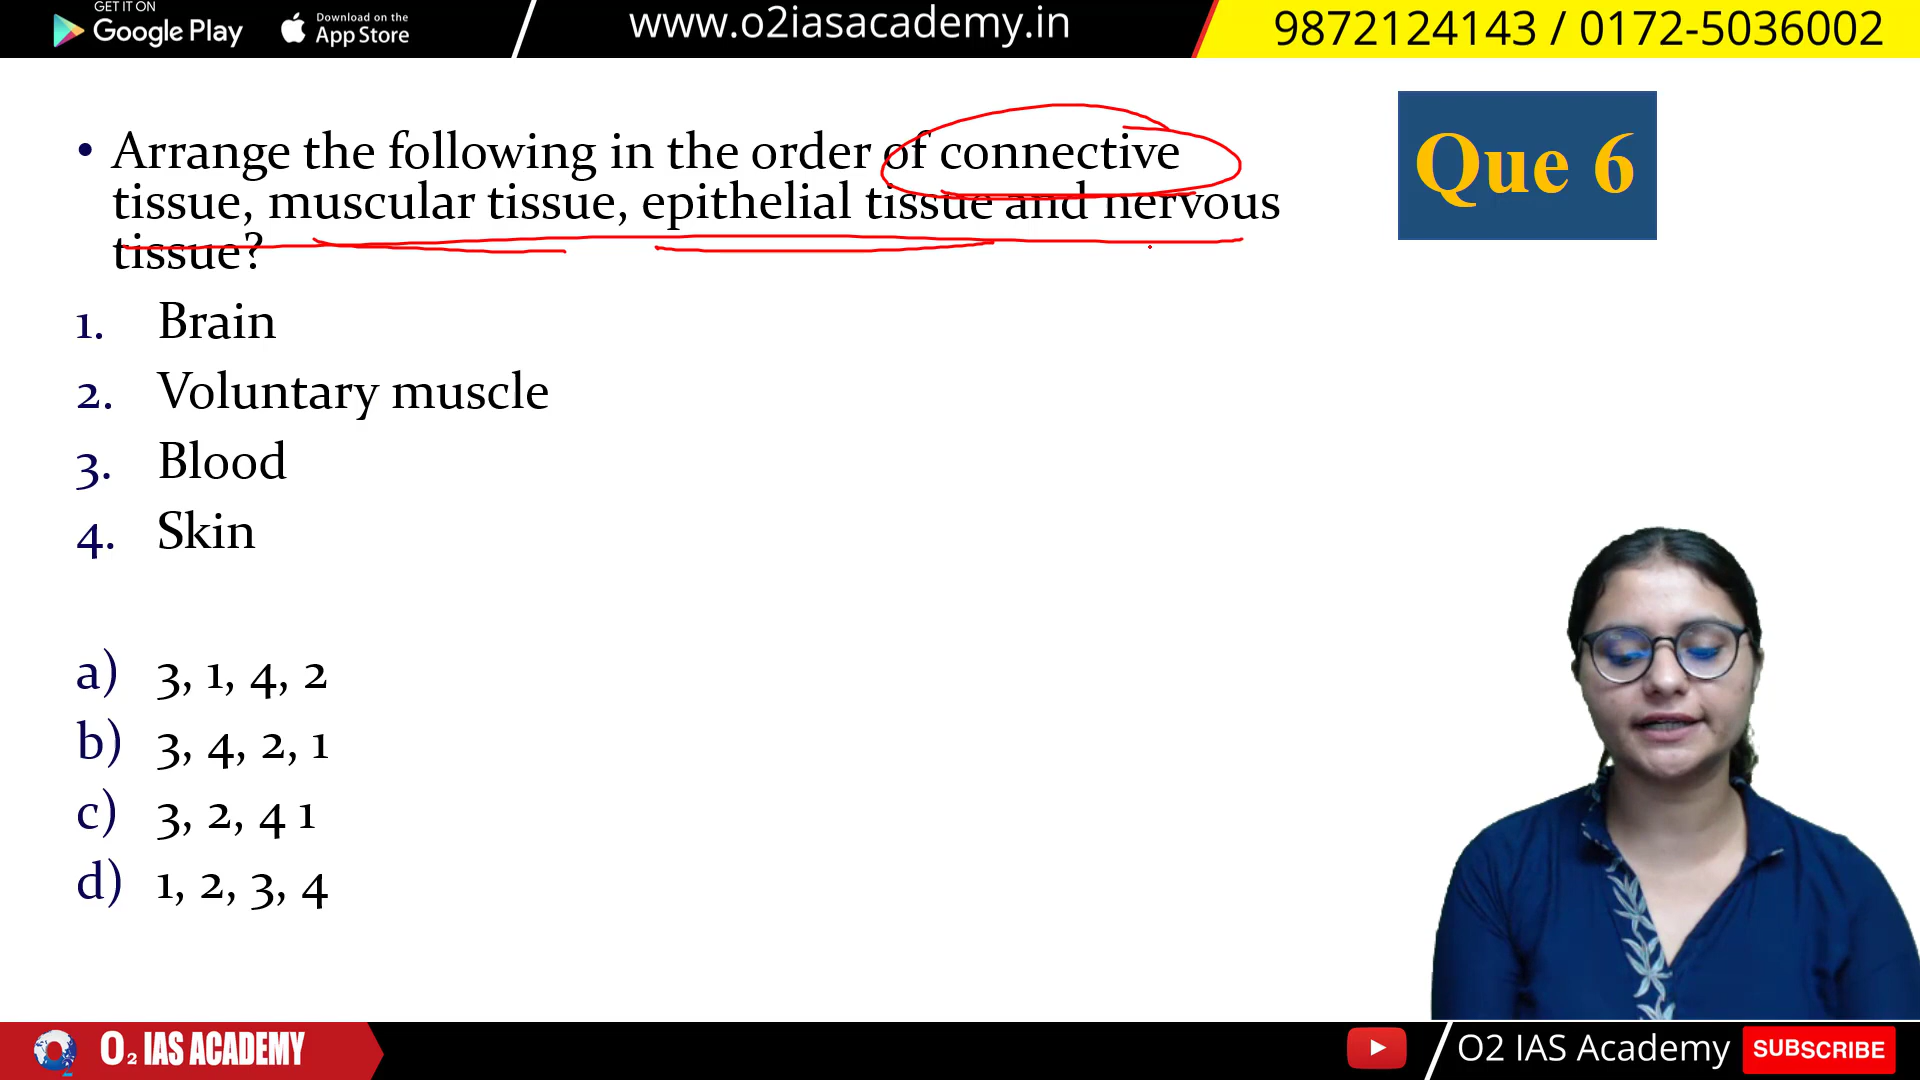 GET IT ON
Google Play
Download on the
App Store
www.o2iasacademy.in
9872124143 / 0172-5036002
• Arrange the following in the order of connective
tissue, muscular tissue, epithelial tissue and nervous
tissue?
Que 6
1. Brain
2. Voluntary muscle
3. Blood
4. Skin
a) 3, 1, 4, 2
b) 3, 4, 2, 1
c) 3, 2, 4 1
d) 1, 2, 3, 4
O2 IAS ACADEMY
O2 IAS Academy
SUBSCRIBE